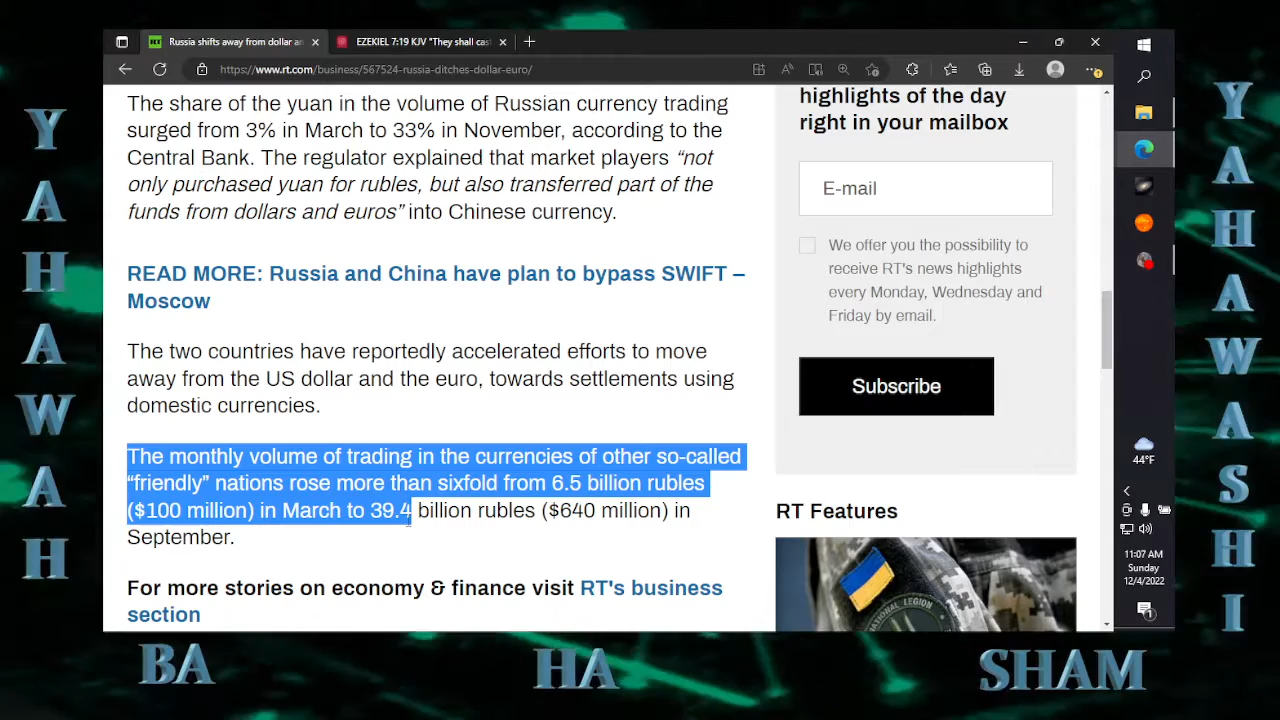 Russia shifts away from dollar an
EZEKIEL 7:19 KJV "They shall cas
https://www.rt.com/business/567524-russia-ditches-dollar-euro/
The share of the yuan in the volume of Russian currency trading
surged from 3% in March to 33% in November, according to the
Central Bank. The regulator explained that market players “not
only purchased yuan for rubles, but also transferred part of the
funds from dollars and euros” into Chinese currency.
READ MORE: Russia and China have plan to bypass SWIFT –
Moscow
The two countries have reportedly accelerated efforts to move
away from the US dollar and the euro, towards settlements using
domestic currencies.
The monthly volume of trading in the currencies of other so-called
“friendly” nations rose more than sixfold from 6.5 billion rubles
($100 million) in March to 39.4 billion rubles ($640 million) in
September.
For more stories on economy & finance visit RT's business
section
highlights of the day
right in your mailbox
E-mail
We offer you the possibility to
receive RT's news highlights
every Monday, Wednesday and
Friday by email.
Subscribe
RT Features
NATIONAL LEGION
44°F
11:07 AM
Sunday
12/4/2022
1
YAHAWAH
YAHAWASHI
BA
HA
SHAM